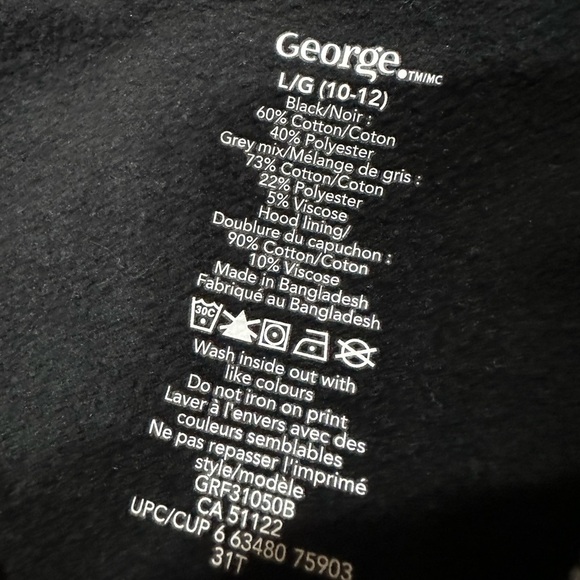 George.TM/MC
L/G (10-12)
Black/Noir :
60% Cotton/Coton
40% Polyester
Grey mix/Mélange de gris :
73% Cotton/Coton
22% Polyester
5% Viscose
Hood lining/
Doublure du capuchon :
90% Cotton/Coton
10% Viscose
Made in Bangladesh
Fabriqué au Bangladesh
30C
Wash inside out with
like colours
Do not iron on print
Laver à l'envers avec des
couleurs semblables
Ne pas repasser l'imprimé
style/modèle
GRF31050B
CA 51122
UPC/CUP 6 63480 75903
31T